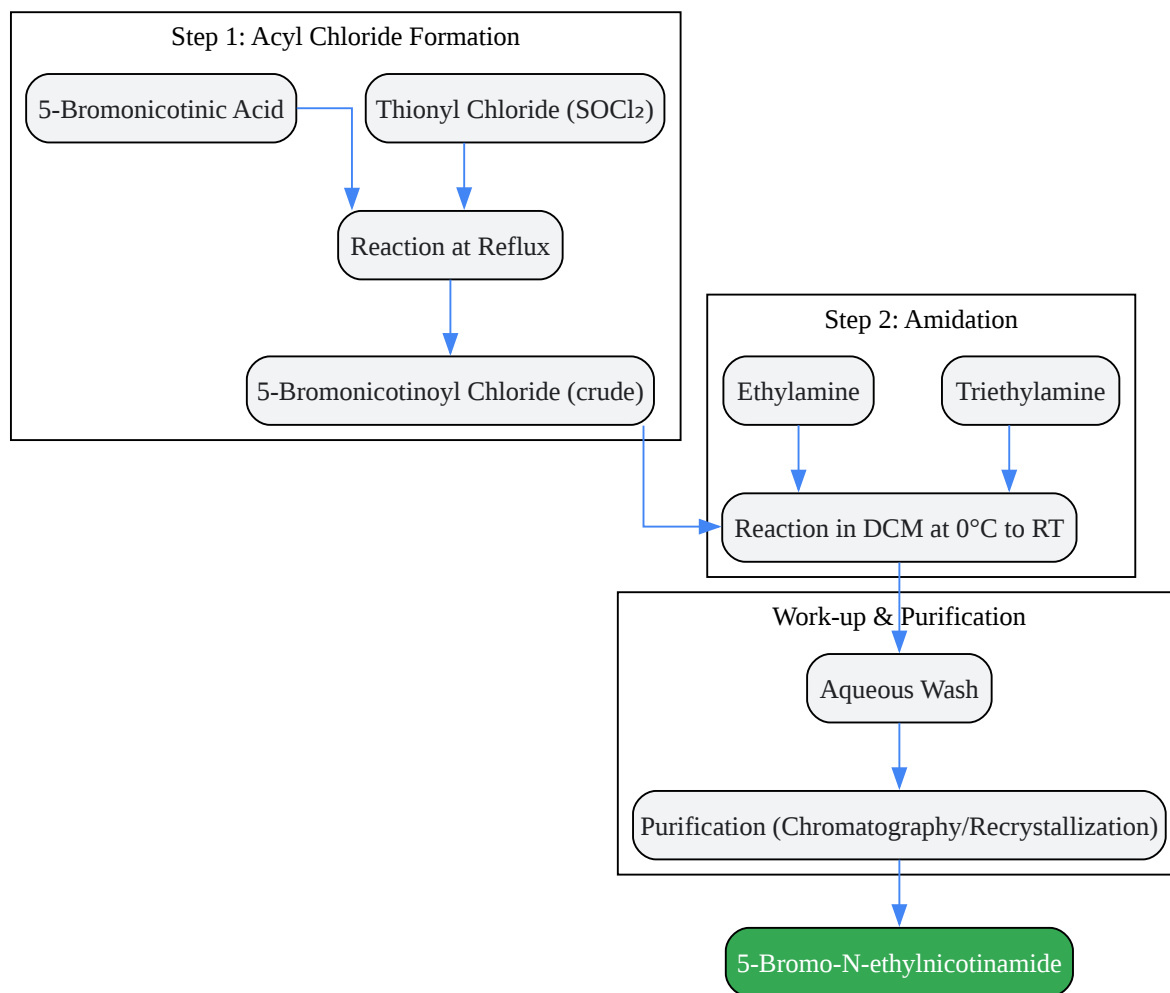 Step 1: Acyl Chloride Formation
5-Bromonicotinic Acid
Thionyl Chloride (SOCl₂)
Reaction at Reflux
5-Bromonicotinoyl Chloride (crude)
Step 2: Amidation
Ethylamine
Triethylamine
Reaction in DCM at 0°C to RT
Work-up & Purification
Aqueous Wash
Purification (Chromatography/Recrystallization)
5-Bromo-N-ethylnicotinamide